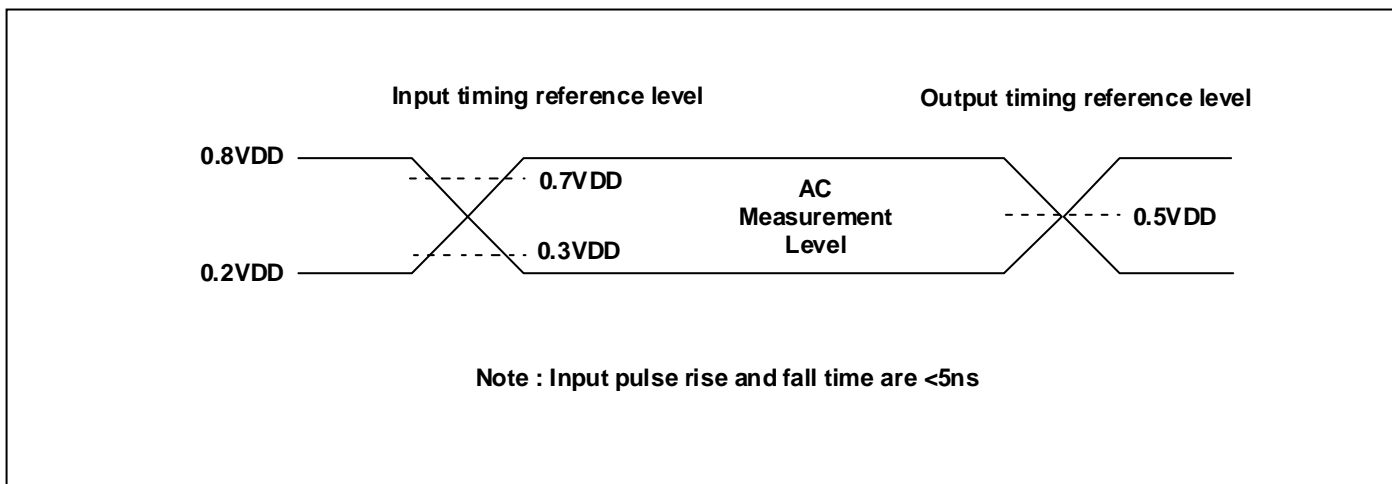 Input timing reference level
Output timing reference level
0.8VDD
0.7VDD
AC
Measurement
Level
0.5VDD
0.3VDD
0.2VDD
Note : Input pulse rise and fall time are <5ns